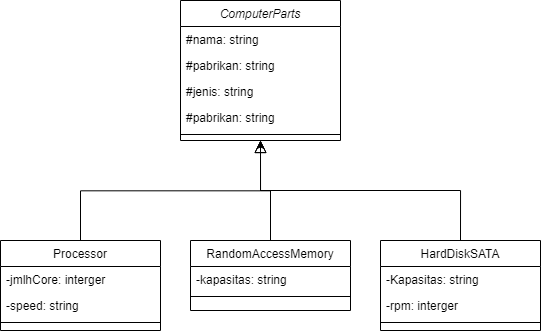 ComputerParts
#nama: string
#pabrikan: string
#jenis: string
#pabrikan: string
Processor
-jmlhCore: interger
-speed: string
RandomAccessMemory
-kapasitas: string
HardDiskSATA
-Kapasitas: string
-rpm: interger